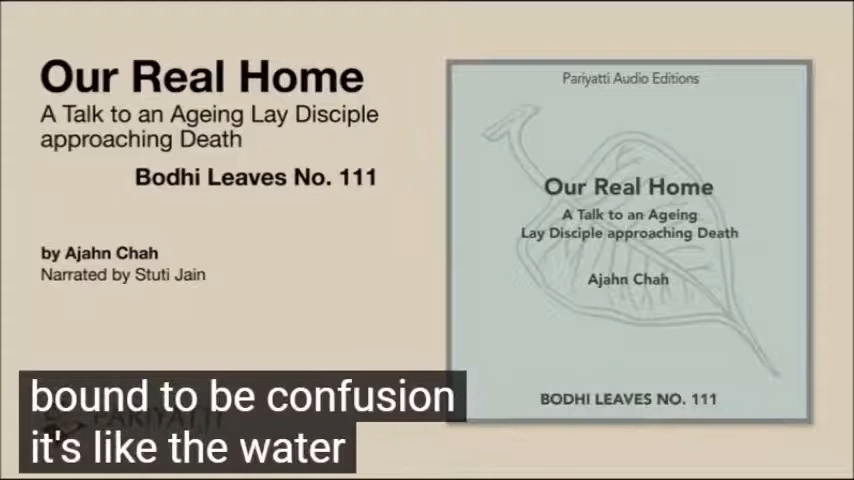 Our Real Home
A Talk to an Ageing Lay Disciple
approaching Death
Bodhi Leaves No. 111
by Ajahn Chah
Narrated by Stuti Jain
Pariyatti Audio Editions
Our Real Home
A Talk to an Ageing
Lay Disciple approaching Death
Ajahn Chah
BODHI LEAVES NO. 111
PARIYATTI
bound to be confusion
it's like the water